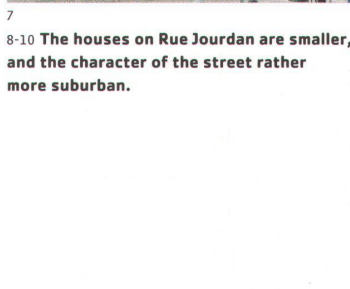 7
8-10 The houses on Rue Jourdan are smaller,
and the character of the street rather
more suburban.